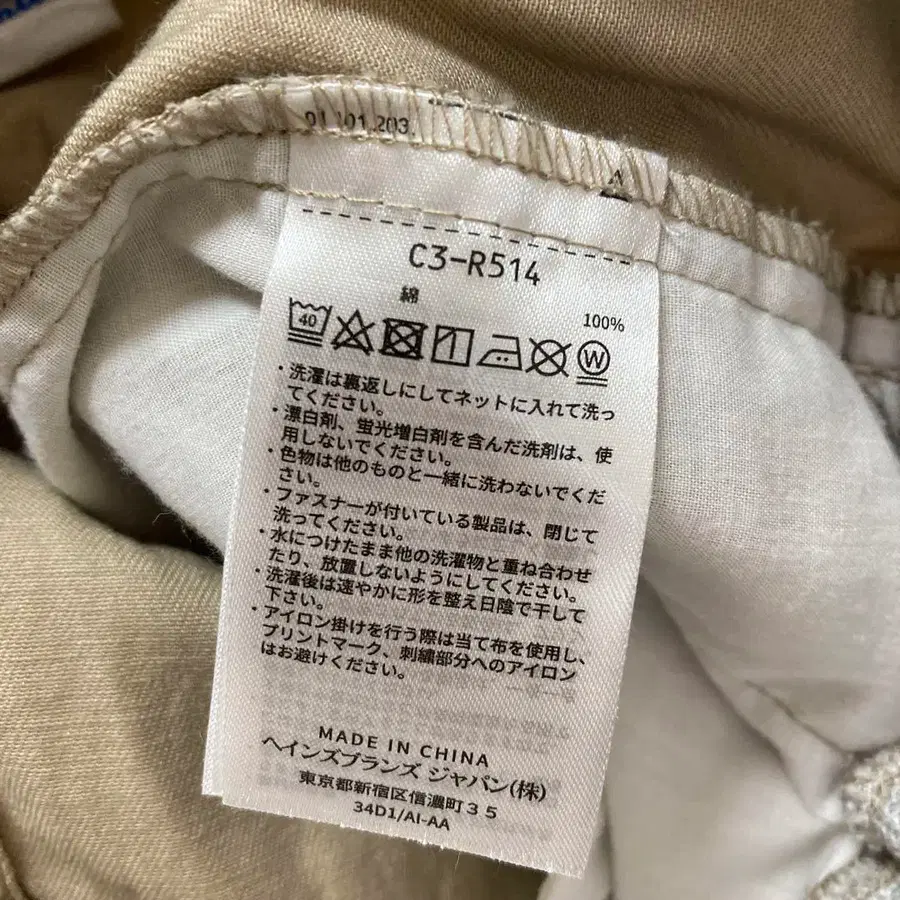 01 101 203
C3-R514
綿
100%
40
W
・洗濯は裏返しにしてネットに入れて洗っ
てください。
・漂白剤、蛍光増白剤を含んだ洗剤は、使
用しないでください。
・色物は他のものと一緒に洗わないでくだ
さい。
・ファスナーが付いている製品は、閉じて
洗ってください。
・水につけたまま他の洗濯物と重ね合わせ
たり、放置しないようにしてください。
・洗濯後は速やかに形を整え日陰で干して
下さい。
・アイロン掛けを行う際は当て布を使用し、
プリントマーク、刺繍部分へのアイロン
はお避けください。
MADE IN CHINA
ヘインズブランズ ジャパン(株)
東京都新宿区信濃町35
34D1/AI-AA